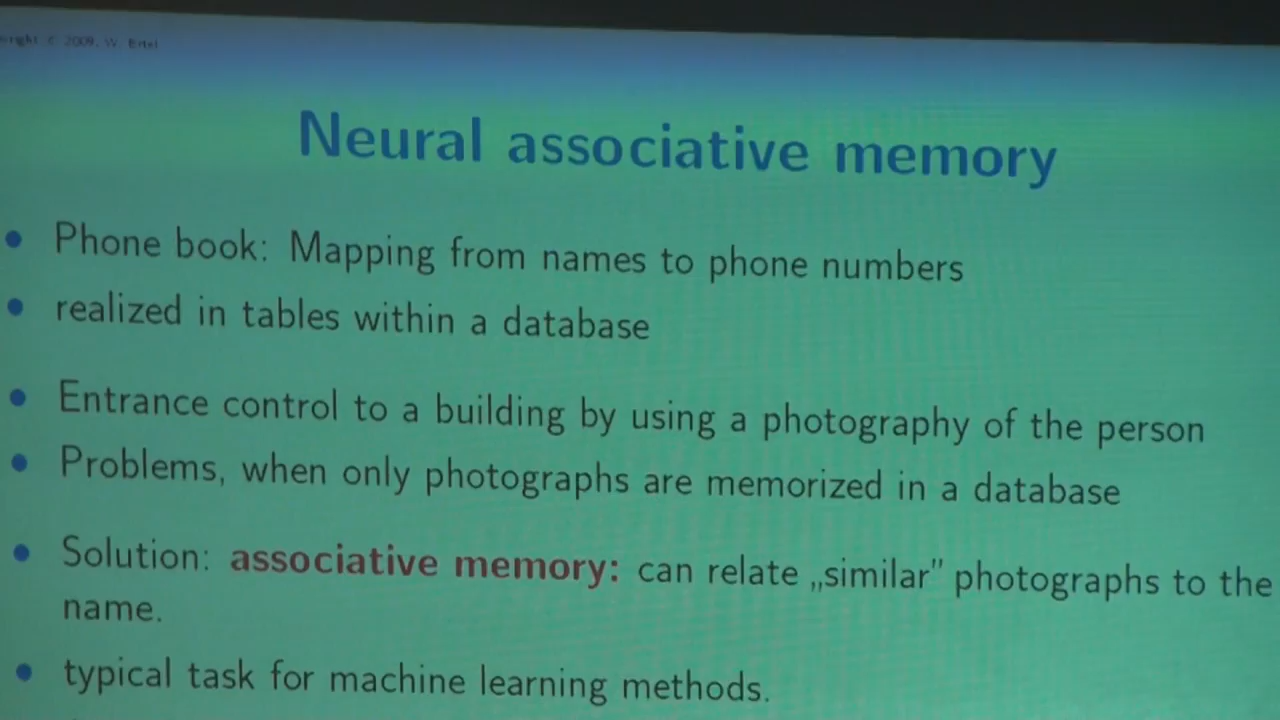 2009, W. Ertel
Neural associative memory
• Phone book: Mapping from names to phone numbers
• realized in tables within a database
• Entrance control to a building by using a photography of the person
• Problems, when only photographs are memorized in a database
• Solution: associative memory: can relate „similar” photographs to the
name.
• typical task for machine learning methods.